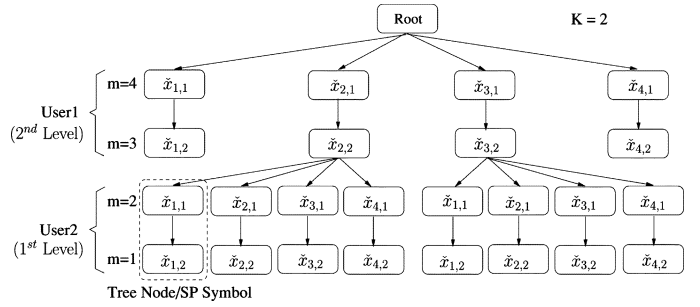 Root K = 2
m=4 x̌1,1 x̌2,1 x̌3,1 x̌4,1
User1
(2nd Level)
m=3 x̌1,2 x̌2,2 x̌3,2 x̌4,2
m=2 x̌1,1 x̌2,1 x̌3,1 x̌4,1 x̌1,1 x̌2,1 x̌3,1 x̌4,1
User2
(1st Level)
m=1 x̌1,2 x̌2,2 x̌3,2 x̌4,2 x̌1,2 x̌2,2 x̌3,2 x̌4,2
Tree Node/SP Symbol